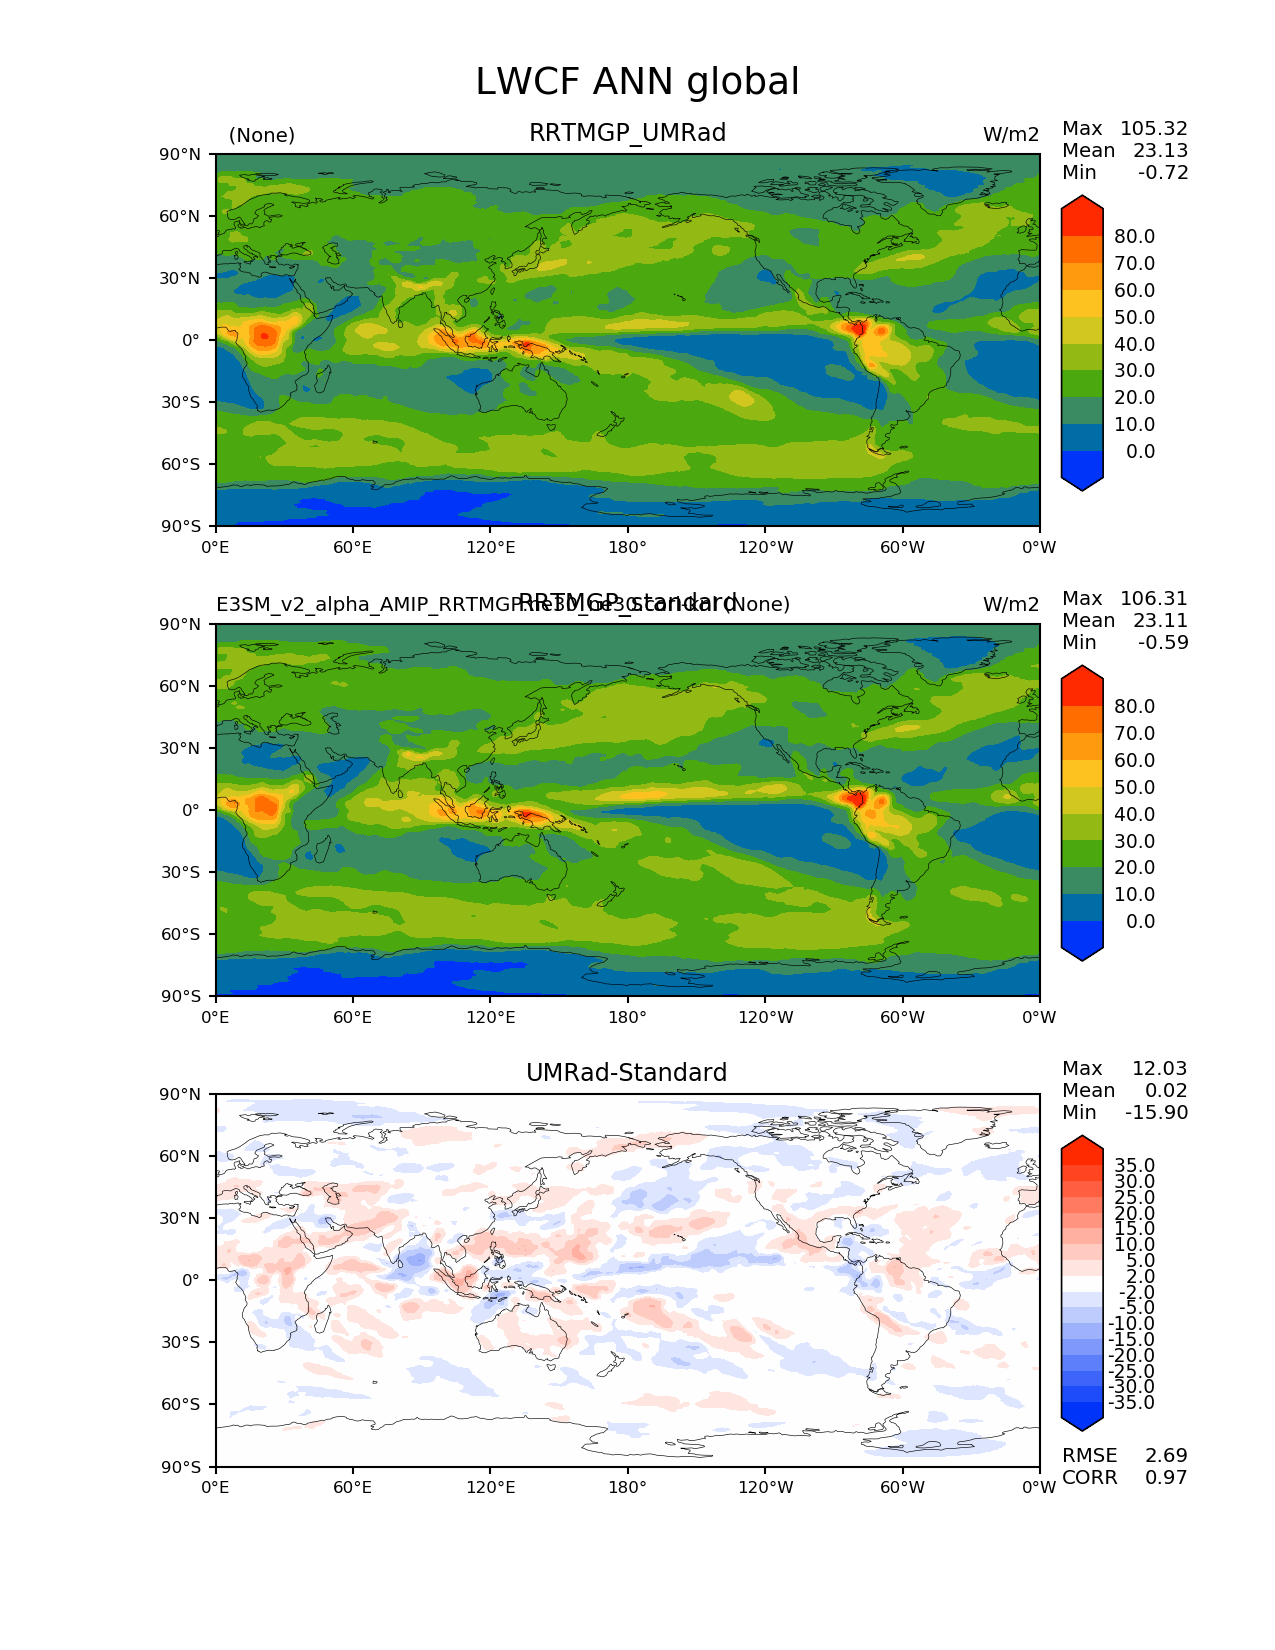 LWCF ANN global
(None) RRTMGP_UMRad W/m2
Max 105.32
Mean 23.13
Min -0.72
90°N
60°N
30°N
0°
30°S
60°S
90°S
0°E 60°E 120°E 180° 120°W 60°W 0°W
80.0
70.0
60.0
50.0
40.0
30.0
20.0
10.0
0.0
RRTMGP_standard
E3SM_v2_alpha_AMIP_RRTMGP (None) W/m2
Max 106.31
Mean 23.11
Min -0.59
90°N
60°N
30°N
0°
30°S
60°S
90°S
0°E 60°E 120°E 180° 120°W 60°W 0°W
80.0
70.0
60.0
50.0
40.0
30.0
20.0
10.0
0.0
UMRad-Standard
Max 12.03
Mean 0.02
Min -15.90
90°N
60°N
30°N
0°
30°S
60°S
90°S
0°E 60°E 120°E 180° 120°W 60°W 0°W
35.0
30.0
25.0
20.0
15.0
10.0
5.0
2.0
-2.0
-5.0
-10.0
-15.0
-20.0
-25.0
-30.0
-35.0
RMSE 2.69
CORR 0.97